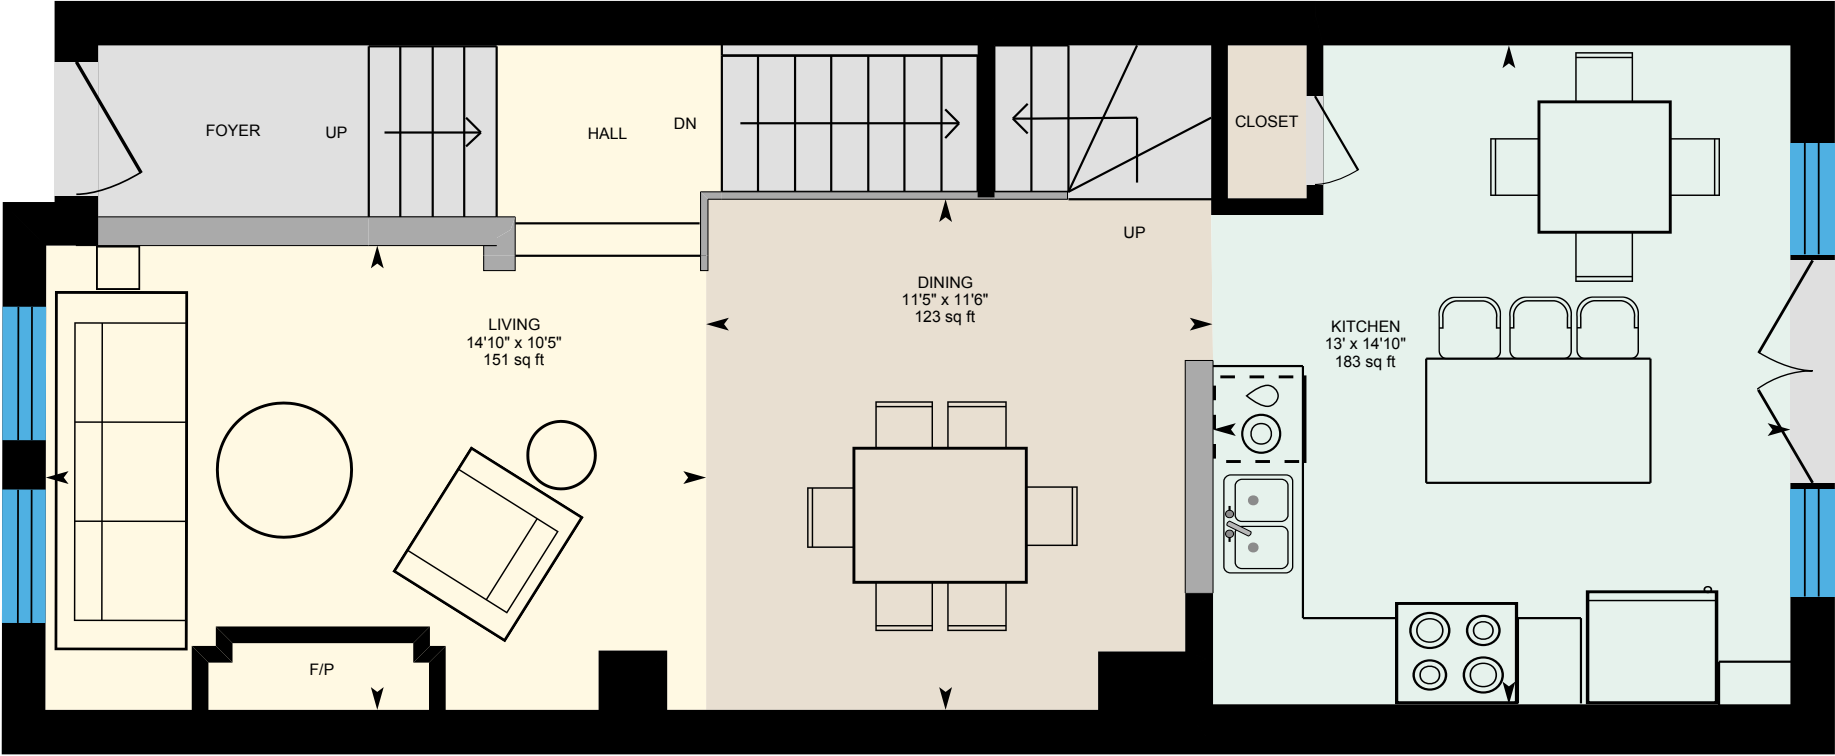 FOYER
UP
HALL
DN
CLOSET
UP
LIVING
14'10" x 10'5"
151 sq ft
DINING
11'5" x 11'6"
123 sq ft
KITCHEN
13' x 14'10"
183 sq ft
F/P